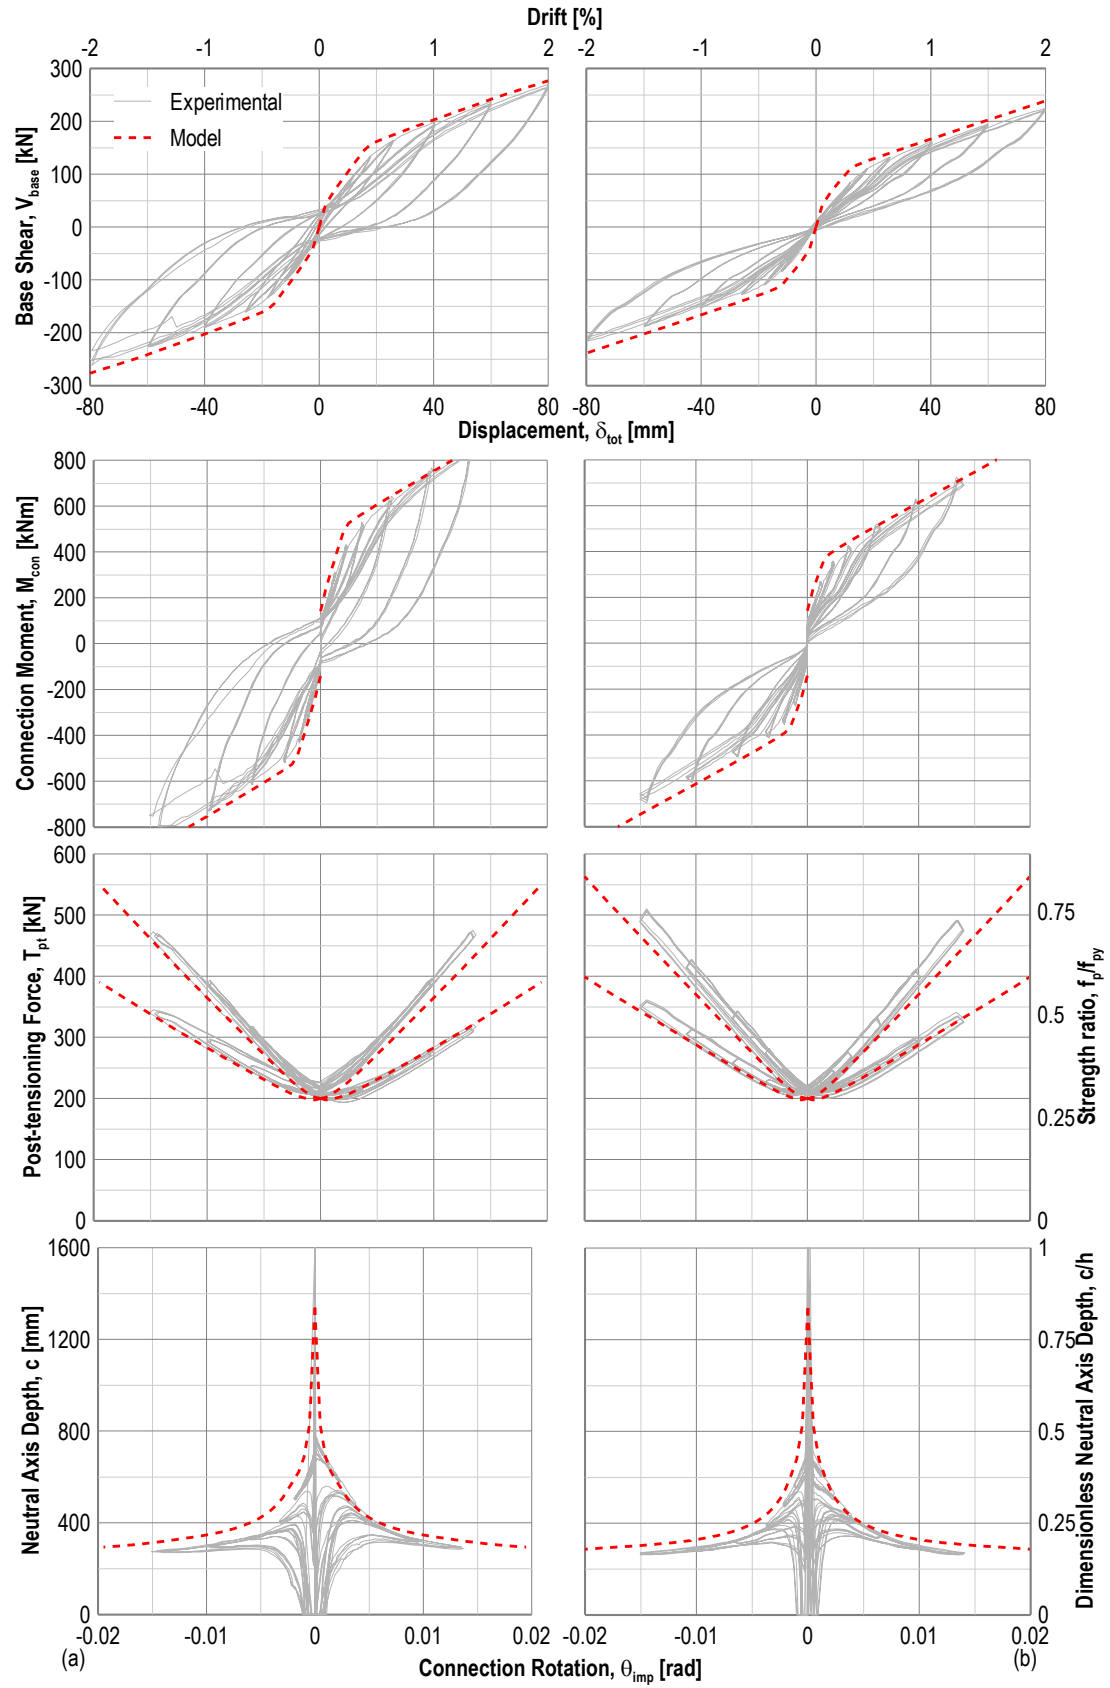 Drift [%]
-2 -1 0 1 2 -2 -1 0 1 2
Experimental
Model
Base Shear, Vbase [kN]
300
200
100
0
-100
-200
-300
-80 -40 0 40 80 -80 -40 0 40 80
Displacement, δtot [mm]
Connection Moment, Mcon [kNm]
800
600
400
200
0
-200
-400
-600
-800
Post-tensioning Force, Tpt [kN]
600
500
400
300
200
100
0
0.75
0.5
0.25
0
Strength ratio, fp/fpy
Neutral Axis Depth, c [mm]
1600
1200
800
400
0
1
0.75
0.5
0.25
0
Dimensionless Neutral Axis Depth, c/h
-0.02 -0.01 0 0.01 0.02 -0.02 -0.01 0 0.01 0.02
(a) (b)
Connection Rotation, θimp [rad]